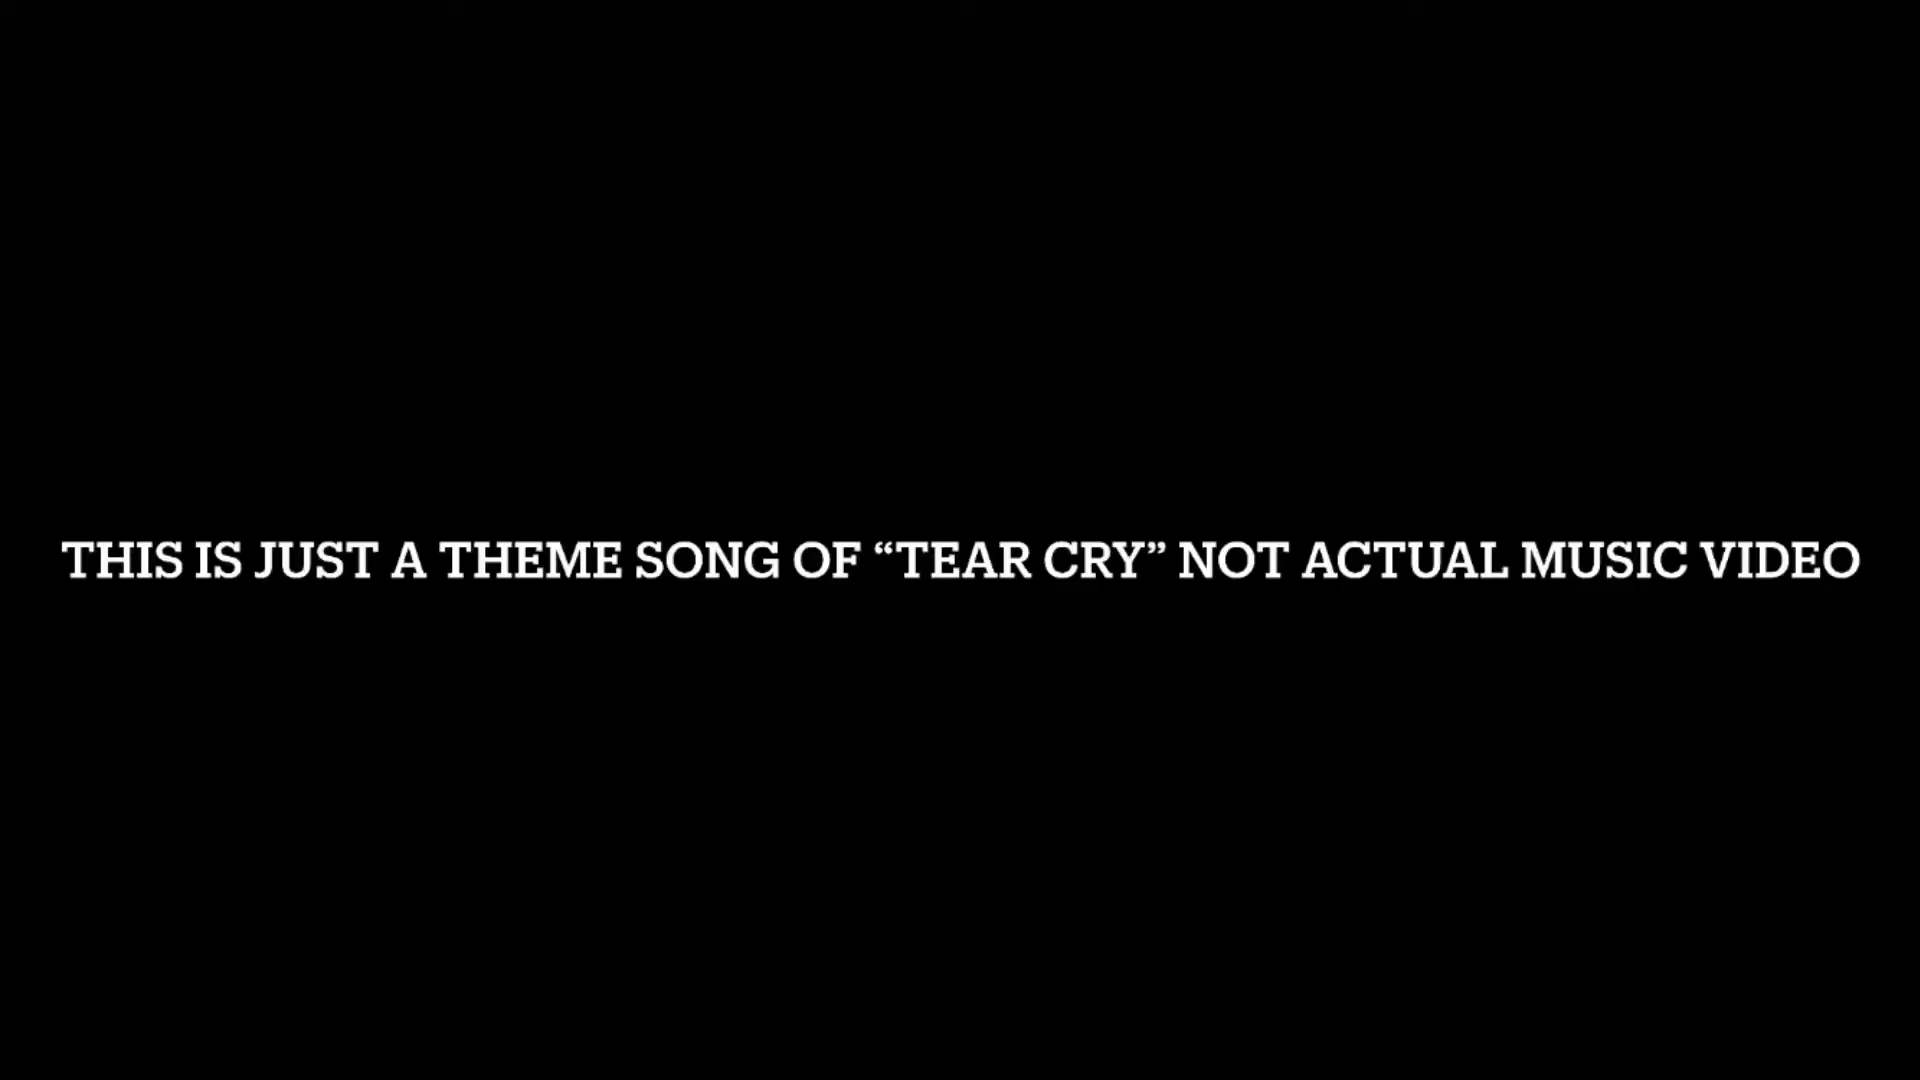 THIS IS JUST A THEME SONG OF “TEAR CRY” NOT ACTUAL MUSIC VIDEO